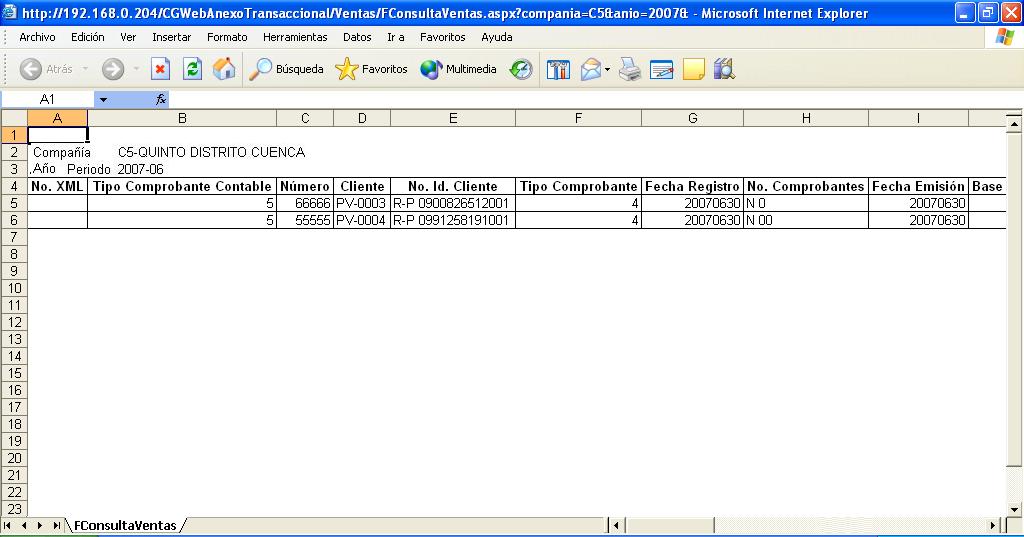 http://192.168.0.204/CGWebAnexoTransaccional/Ventas/FConsultaVentas.aspx?compania=C5&anio=2007& - Microsoft Internet Explorer
Archivo Edición Ver Insertar Formato Herramientas Datos Ir a Favoritos Ayuda
Atrás Búsqueda Favoritos Multimedia
A1 fx
A B C D E F G H I
1
2 Compañía C5-QUINTO DISTRITO CUENCA
3 .Año Periodo 2007-06
4 No. XML Tipo Comprobante Contable Número Cliente No. Id. Cliente Tipo Comprobante Fecha Registro No. Comprobantes Fecha Emisión Base
5 5 66666 PV-0003 R-P 0900826512001 4 20070630 N 0 20070630
6 5 55555 PV-0004 R-P 0991258191001 4 20070630 N 00 20070630
7
8
9
10
11
12
13
14
15
16
17
18
19
20
21
22
23
FConsultaVentas